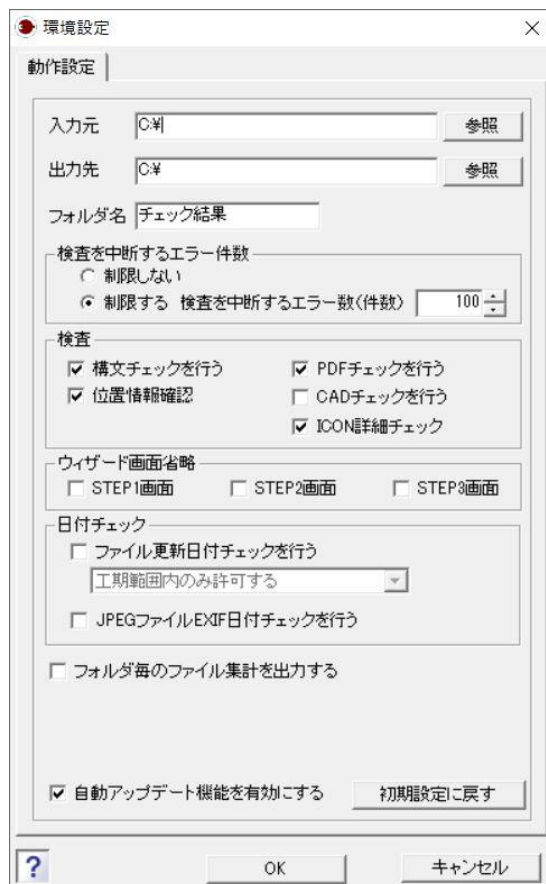 環境設定
動作設定
入力元 C:¥ 参照
出力先 C:¥ 参照
フォルダ名 チェック結果
検査を中断するエラー件数
制限しない
制限する 検査を中断するエラー数(件数) 100
検査
構文チェックを行う PDFチェックを行う
位置情報確認 CADチェックを行う
ICON詳細チェック
ウィザード画面省略
STEP1画面 STEP2画面 STEP3画面
日付チェック
ファイル更新日付チェックを行う
工期範囲内のみ許可する
JPEGファイルEXIF日付チェックを行う
フォルダ毎のファイル集計を出力する
自動アップデート機能を有効にする 初期設定に戻す
? OK キャンセル